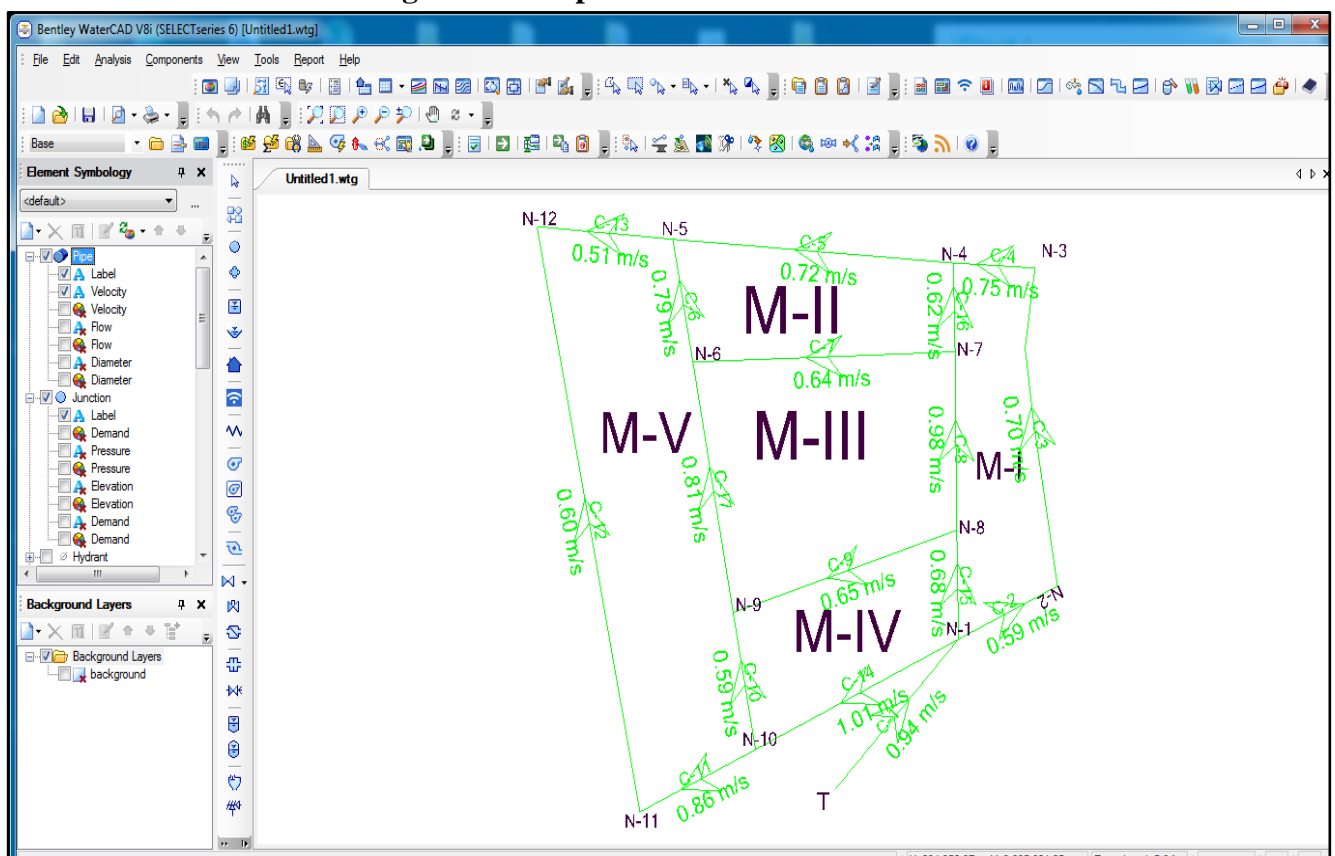 Bentley WaterCAD V8i (SELECTseries 6) [Untitled1.wtg]
File Edit Analysis Components View Tools Report Help
Base
Element Symbology
<default>
Pipe
Label
Velocity
Velocity
Flow
Flow
Diameter
Diameter
Junction
Label
Demand
Pressure
Pressure
Elevation
Elevation
Demand
Demand
Hydrant
Background Layers
Background Layers
background
Untitled1.wtg
N-12
C-13
0.51 m/s
N-5
C-5
0.72 m/s
N-4
C-4
0.75 m/s
N-3
C-6
0.79 m/s
M-II
C-16
0.62 m/s
N-6
C-7
0.64 m/s
N-7
M-V
M-III
C-8
0.98 m/s
M-I
C-3
0.70 m/s
C-12
0.60 m/s
C-17
0.81 m/s
N-8
C-9
0.65 m/s
N-9
M-IV
C-15
0.68 m/s
N-1
C-2
0.59 m/s
N-2
C-10
0.59 m/s
C-14
1.01 m/s
0.94 m/s
N-10
C-11
0.86 m/s
N-11
T